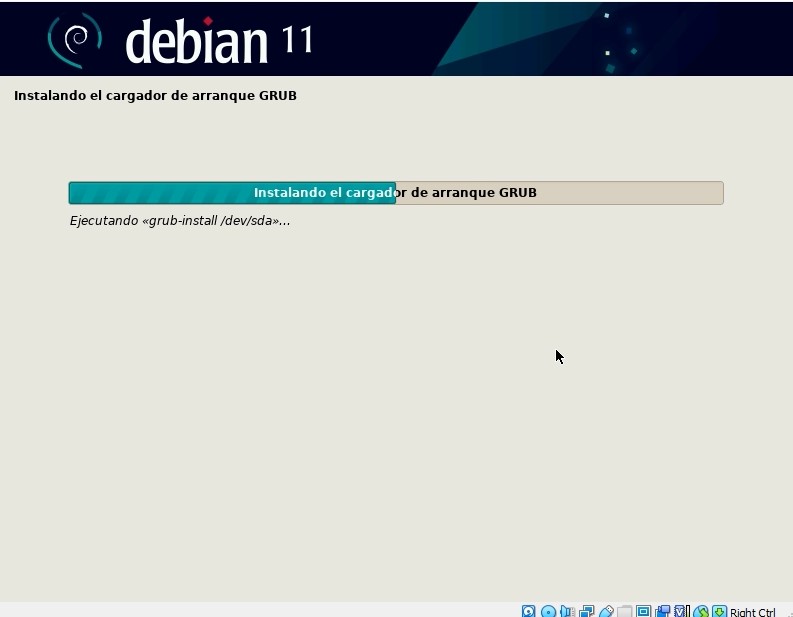 debian 11
Instalando el cargador de arranque GRUB
Instalando el cargador de arranque GRUB
Ejecutando «grub-install /dev/sda»...
Right Ctrl